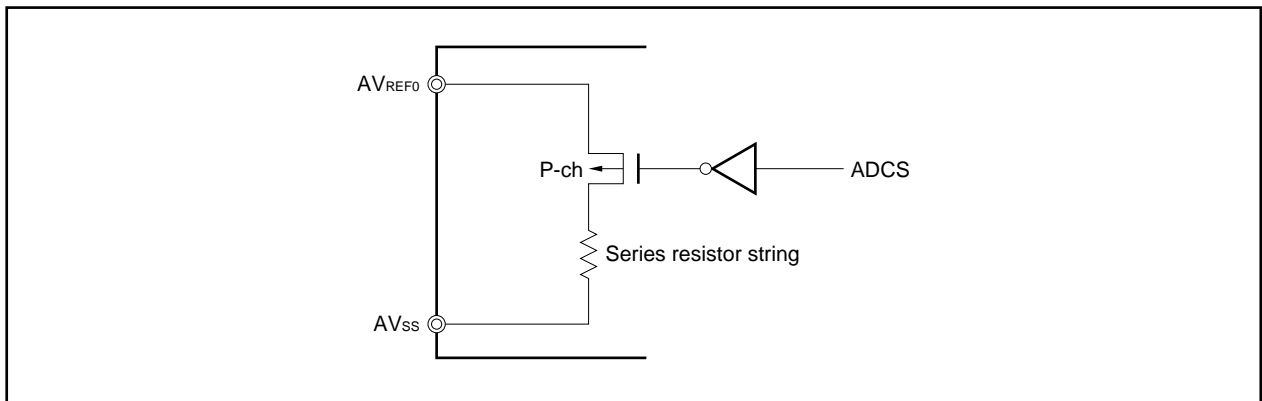 AVREF0
P-ch
ADCS
Series resistor string
AVSS